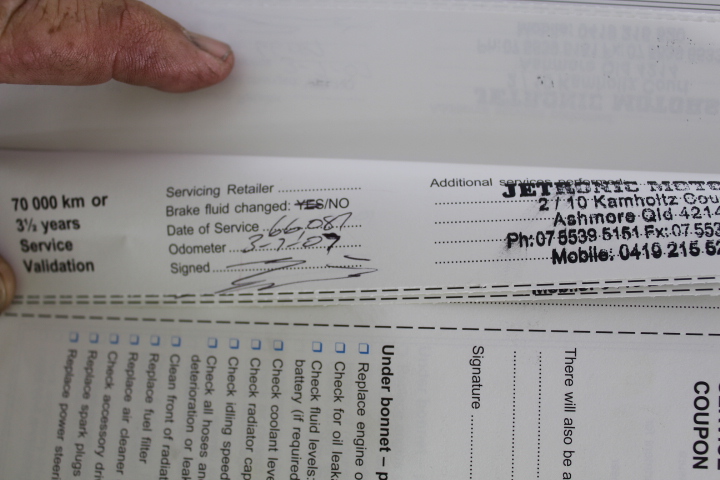 70 000 km or
3½ years
Service
Validation
Servicing Retailer
Brake fluid changed: YES/NO
Date of Service 66087
Odometer 3-7-07
Signed
Additional services performed
JETRONIC MOTO
2 / 10 Kamholtz Cou
Ashmore Qld 4214
Ph:07 5539 5151 Fx:07 553
Mobile: 0419 215 52
COUPON
There will also be a
Signature
Under bonnet – p
Replace engine o
Check for oil leak
Check fluid levels:
battery (if required
Check coolant leve
Check radiator cap
Check idling speed
Check all hoses an
deterioration or leak
Clean front of radiat
Replace fuel filter
Replace air cleaner
Check accessory dri
Replace spark plugs
Replace power steeri